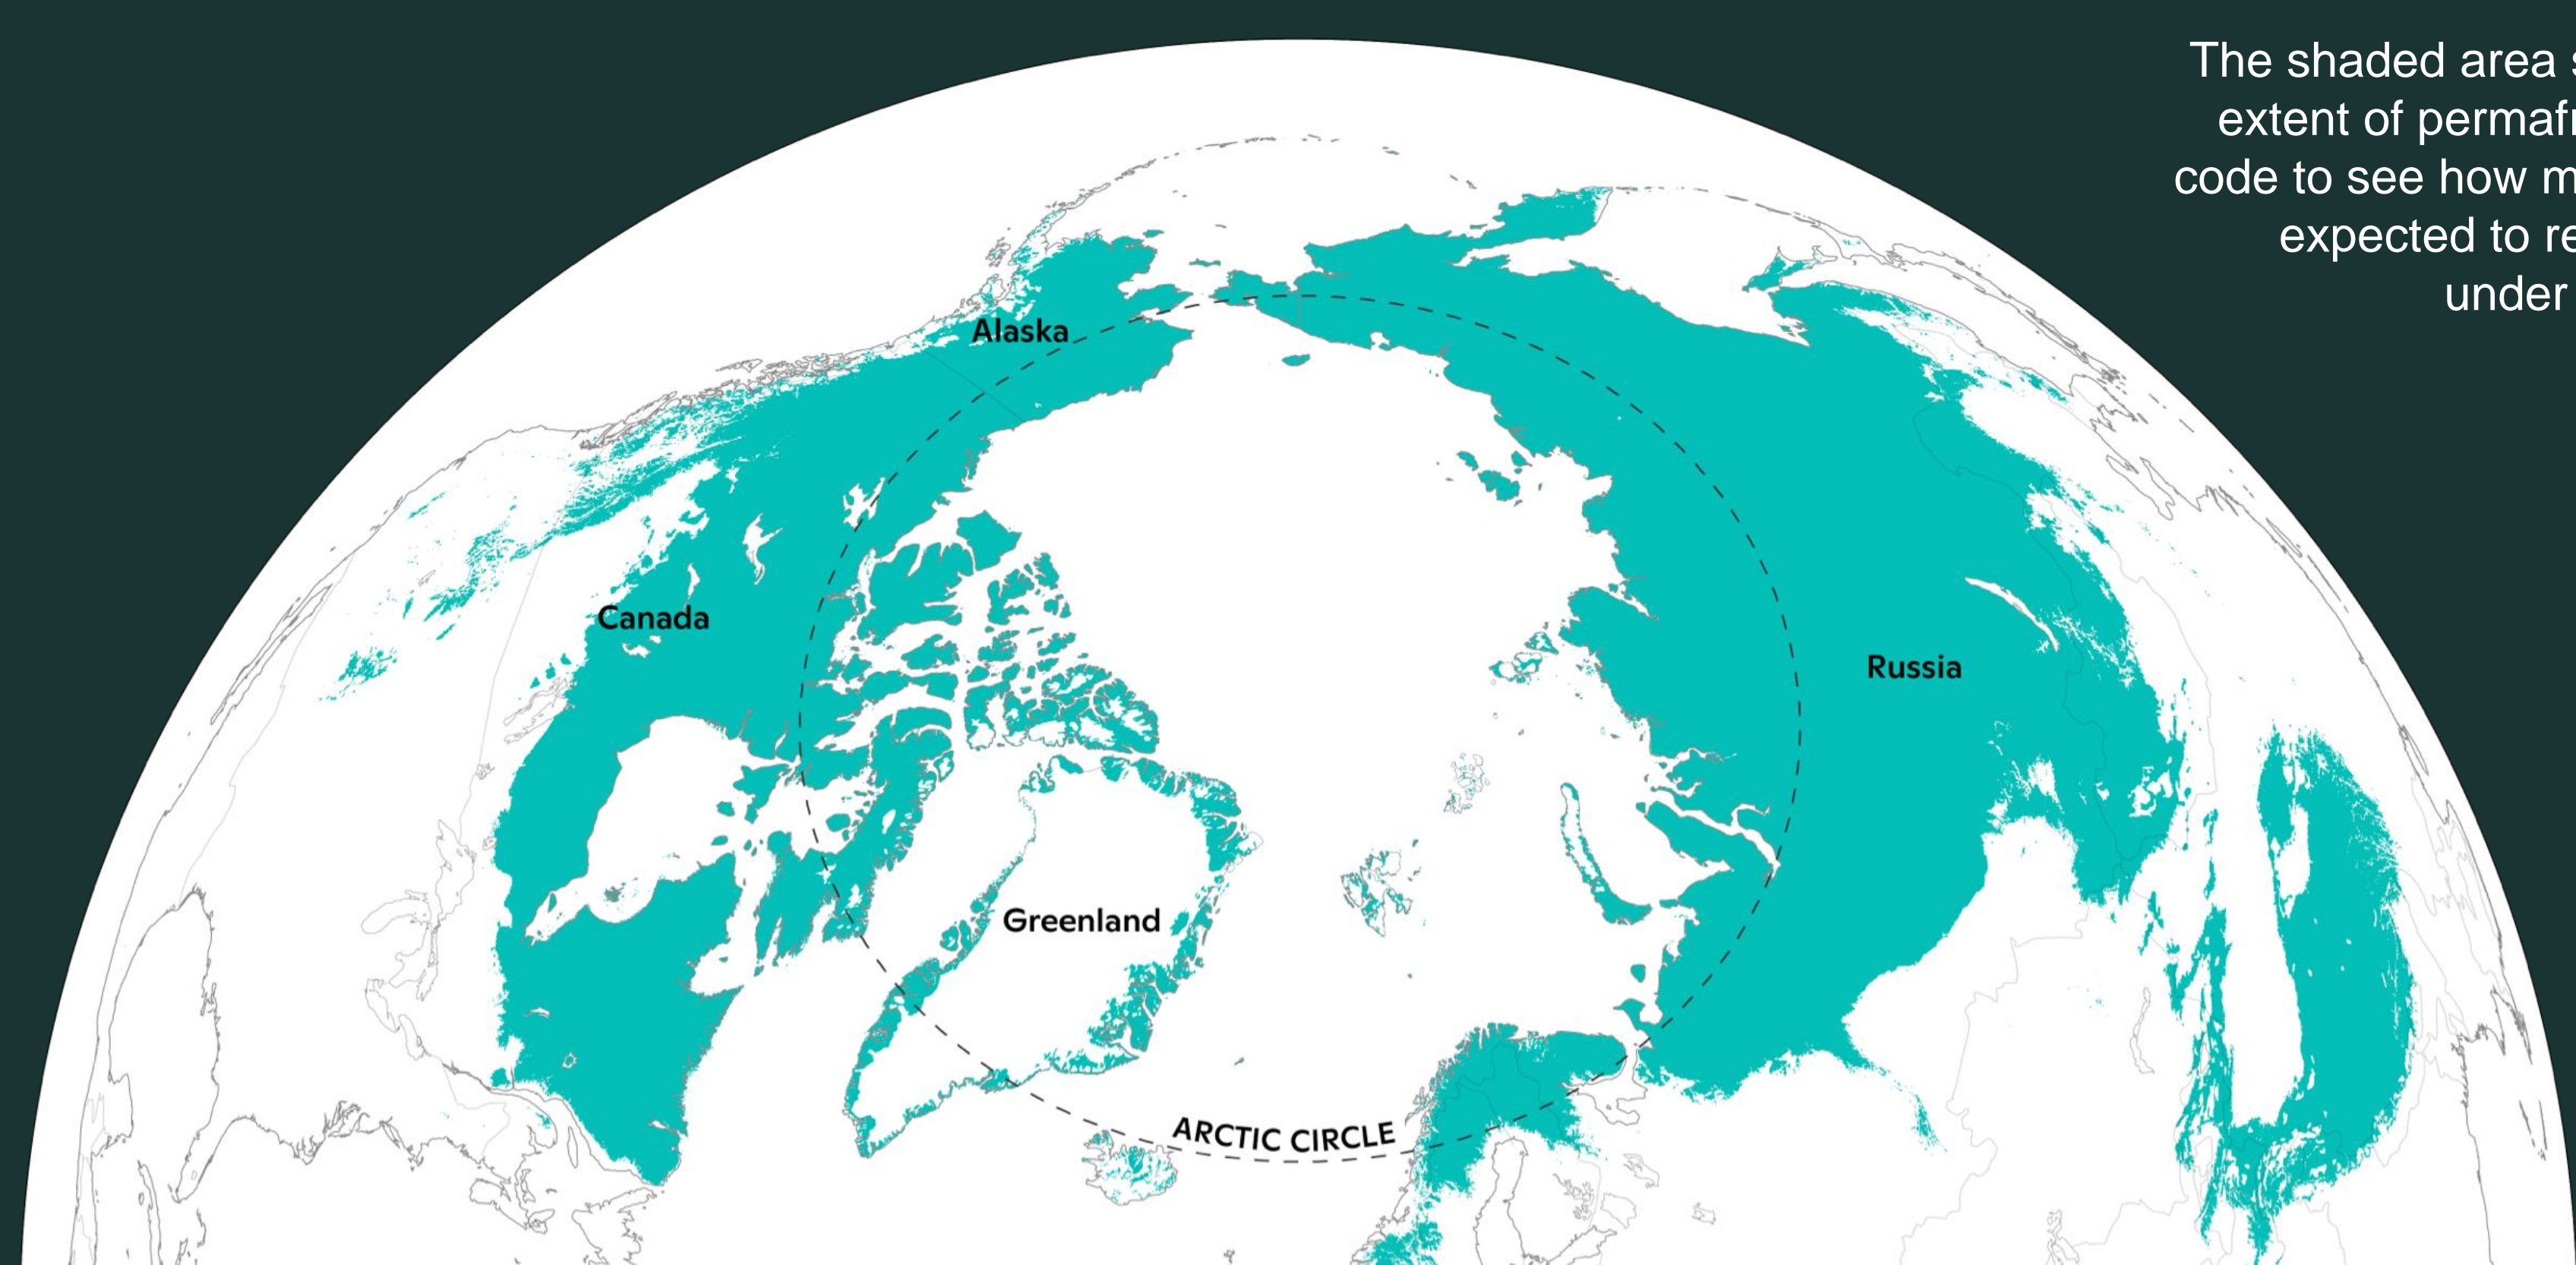 The shaded area
extent of
code to see how
expected to
under
Alaska
Canada
Russia
Greenland
ARCTIC CIRCLE